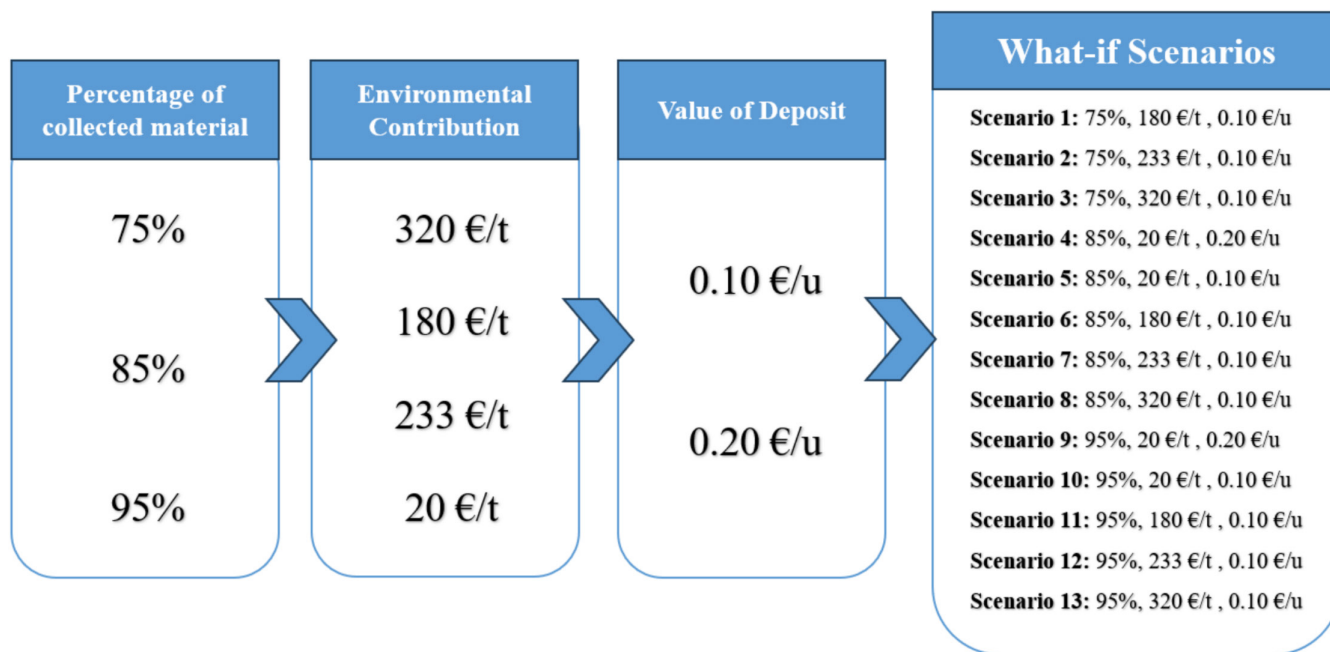 Percentage of
collected material
75%
85%
95%
Environmental
Contribution
320 €/t
180 €/t
233 €/t
20 €/t
Value of Deposit
0.10 €/u
0.20 €/u
What-if Scenarios
Scenario 1: 75%, 180 €/t , 0.10 €/u
Scenario 2: 75%, 233 €/t , 0.10 €/u
Scenario 3: 75%, 320 €/t , 0.10 €/u
Scenario 4: 85%, 20 €/t , 0.20 €/u
Scenario 5: 85%, 20 €/t , 0.10 €/u
Scenario 6: 85%, 180 €/t , 0.10 €/u
Scenario 7: 85%, 233 €/t , 0.10 €/u
Scenario 8: 85%, 320 €/t , 0.10 €/u
Scenario 9: 95%, 20 €/t , 0.20 €/u
Scenario 10: 95%, 20 €/t , 0.10 €/u
Scenario 11: 95%, 180 €/t , 0.10 €/u
Scenario 12: 95%, 233 €/t , 0.10 €/u
Scenario 13: 95%, 320 €/t , 0.10 €/u